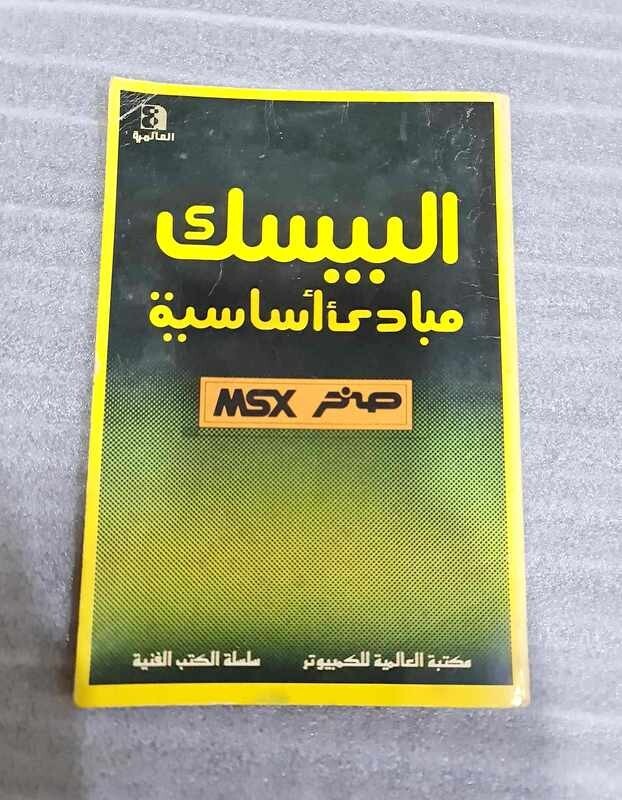 العالمية
البيسك
مبادئ أساسية
صخر MSX
مكتبة العالمية للكمبيوتر سلسلة الكتب الفنية